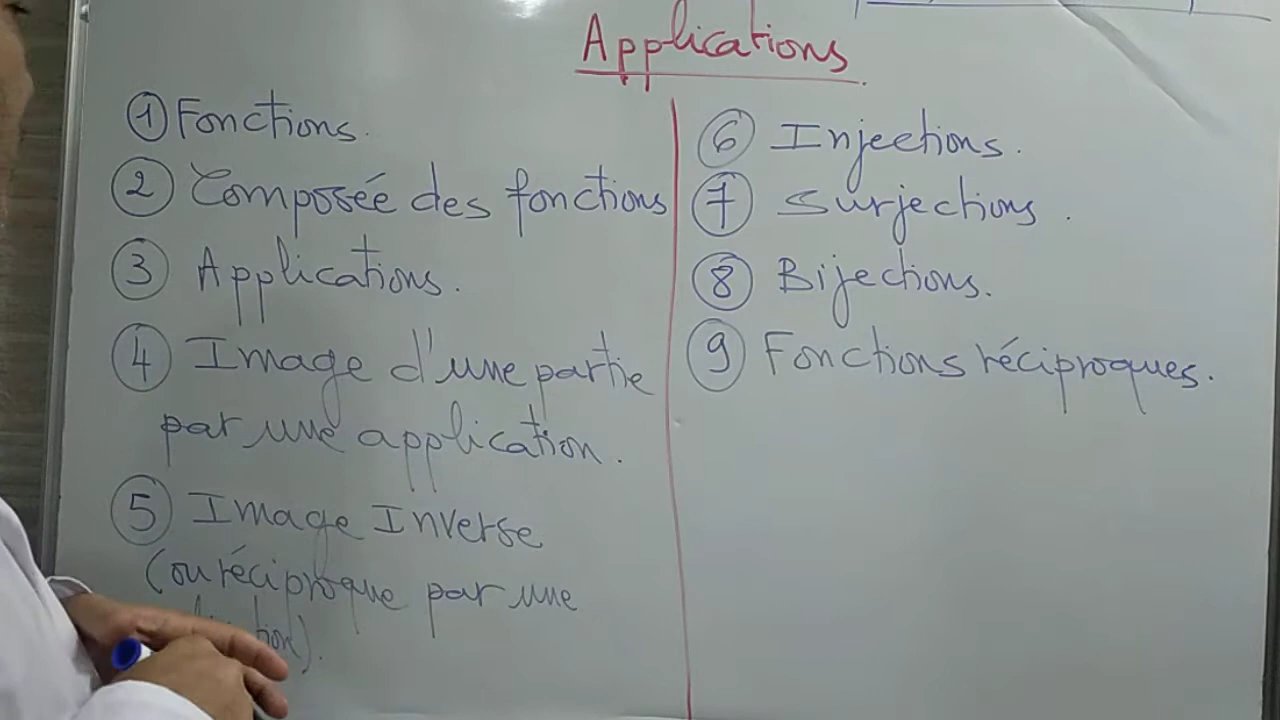 Applications
① Fonctions.
② Composée des fonctions
③ Applications.
④ Image d'une partie
par une application.
⑤ Image Inverse
(ou réciproque par une
⑥ Injections.
⑦ Surjections.
⑧ Bijections.
⑨ Fonctions réciproques.